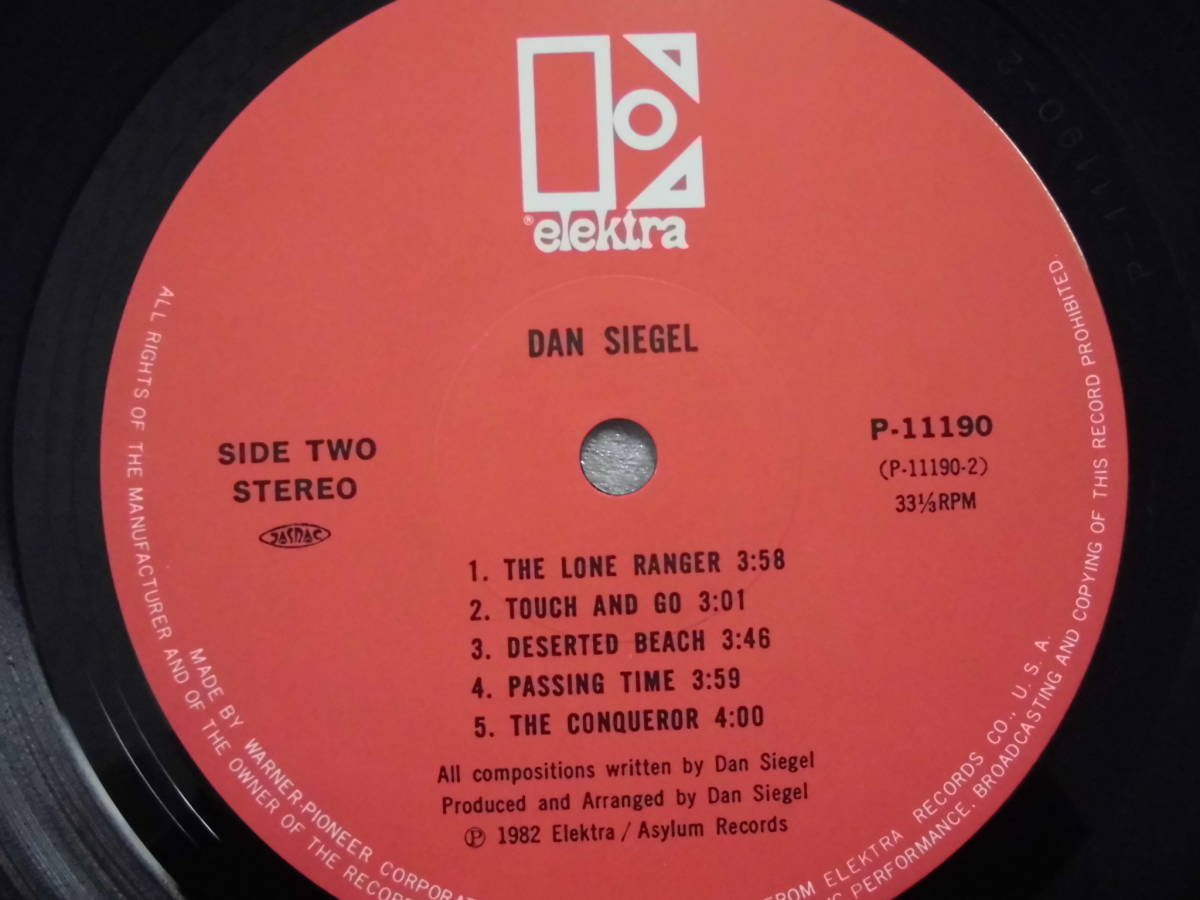 ® elektra
DAN SIEGEL
SIDE TWO
STEREO
JASRAC
P-11190
(P-11190-2)
33⅓RPM
1. THE LONE RANGER 3:58
2. TOUCH AND GO 3:01
3. DESERTED BEACH 3:46
4. PASSING TIME 3:59
5. THE CONQUEROR 4:00
All compositions written by Dan Siegel
Produced and Arranged by Dan Siegel
Ⓟ 1982 Elektra / Asylum Records
ALL RIGHTS OF THE MANUFACTURER AND OF THE OWNER OF THE
PERFORMANCE, BROADCASTING AND COPYING OF THIS RECORD PROHIBITED.
MADE BY WARNER-PIONEER
FROM ELEKTRA RECORDS CO., U. S. A.
P-11190-2